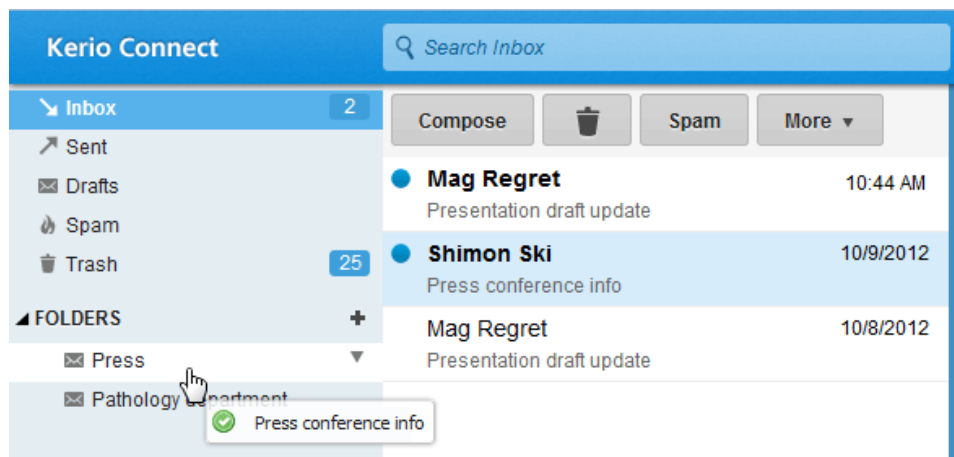 Kerio Connect
Search Inbox
Inbox 2
Sent
Drafts
Spam
Trash 25
FOLDERS +
Press
Pathology department
Press conference info
Compose Spam More
Mag Regret 10:44 AM
Presentation draft update
Shimon Ski 10/9/2012
Press conference info
Mag Regret 10/8/2012
Presentation draft update